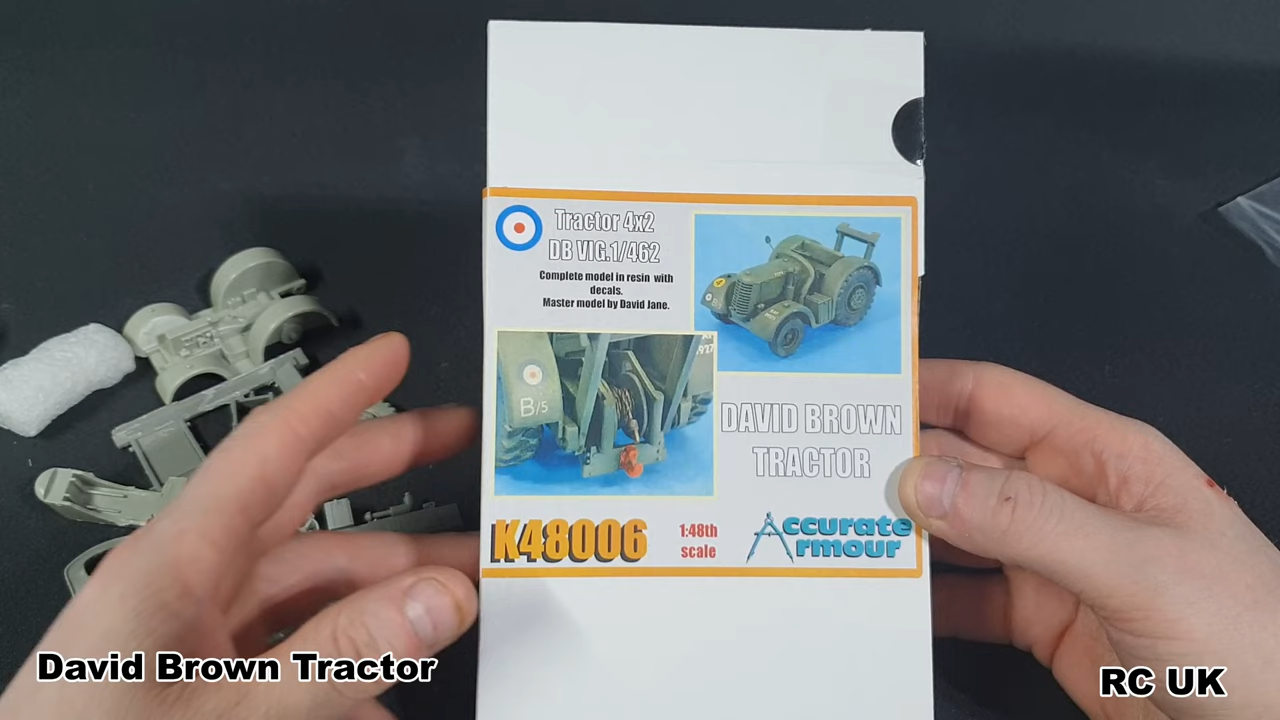 Tractor 4x2
DB VIG.1/462
Complete model in resin with
decals.
Master model by David Jane.
B/5
DAVID BROWN
TRACTOR
K48006
1:48th
scale
Accurate
Armour
David Brown Tractor
RC UK